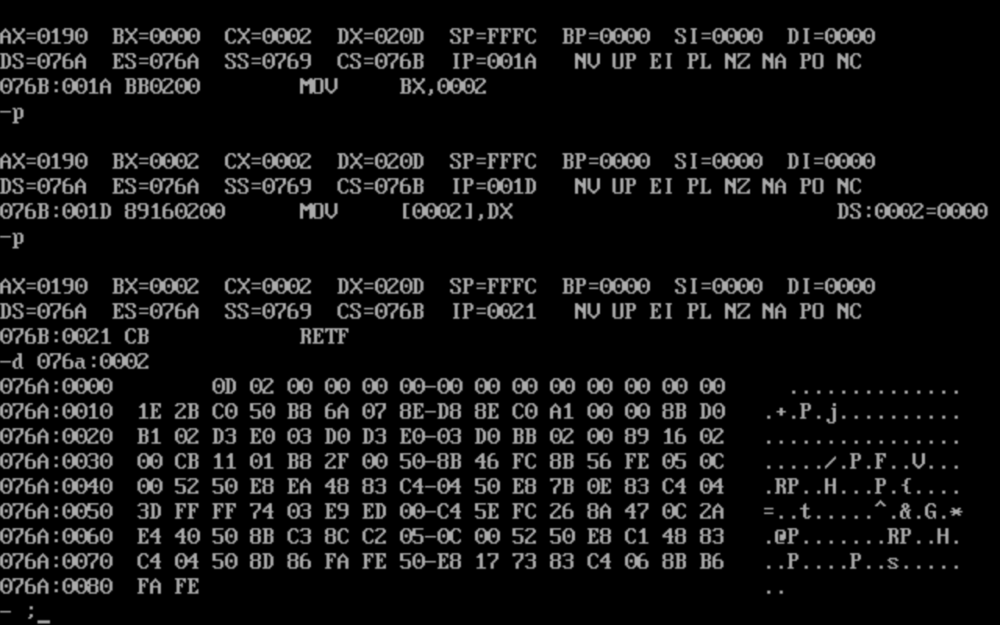 AX=0190  BX=0000  CX=0002  DX=020D  SP=FFFC  BP=0000  SI=0000  DI=0000
DS=076A  ES=076A  SS=0769  CS=076B  IP=001A   NV UP EI PL NZ NA PO NC
076B:001A BB0200        MOV     BX,0002
-p
AX=0190  BX=0002  CX=0002  DX=020D  SP=FFFC  BP=0000  SI=0000  DI=0000
DS=076A  ES=076A  SS=0769  CS=076B  IP=001D   NV UP EI PL NZ NA PO NC
076B:001D 89160200      MOV     [0002],DX                          DS:0002=0000
-p
AX=0190  BX=0002  CX=0002  DX=020D  SP=FFFC  BP=0000  SI=0000  DI=0000
DS=076A  ES=076A  SS=0769  CS=076B  IP=0021   NV UP EI PL NZ NA PO NC
076B:0021 CB            RETF
-d 076a:0002
076A:0000        0D 02 00 00 00 00-00 00 00 00 00 00 00 00     ..............
076A:0010  1E 2B C0 50 B8 6A 07 8E-D8 8E C0 A1 00 00 8B D0   .+.P.j..........
076A:0020  B1 02 D3 E0 03 D0 D3 E0-03 D0 BB 02 00 89 16 02   ................
076A:0030  00 CB 11 01 B8 2F 00 50-8B 46 FC 8B 56 FE 05 0C   ...../.P.F..V...
076A:0040  00 52 50 E8 EA 48 83 C4-04 50 E8 7B 0E 83 C4 04   .RP..H...P.{....
076A:0050  3D FF FF 74 03 E9 ED 00-C4 5E FC 26 8A 47 0C 2A   =..t.....^.&.G.*
076A:0060  E4 40 50 8B C3 8C C2 05-0C 00 52 50 E8 C1 48 83   .@P.......RP..H.
076A:0070  C4 04 50 8D 86 FA FE 50-E8 17 73 83 C4 06 8B B6   ..P....P..s.....
076A:0080  FA FE                                             ..
- ;_